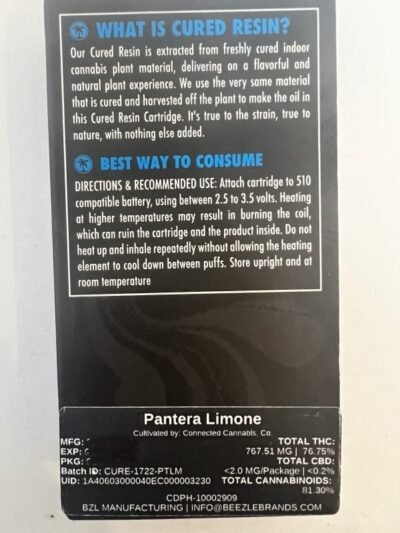 WHAT IS CURED RESIN?
Our Cured Resin is extracted from freshly cured indoor
cannabis plant material, delivering on a flavorful and
natural plant experience. We use the very same material
that is cured and harvested off the plant to make the oil in
this Cured Resin Cartridge. It's true to the strain, true to
nature, with nothing else added.
BEST WAY TO CONSUME
DIRECTIONS & RECOMMENDED USE: Attach cartridge to 510
compatible battery, using between 2.5 to 3.5 volts. Heating
at higher temperatures may result in burning the coil,
which can ruin the cartridge and the product inside. Do not
heat up and inhale repeatedly without allowing the heating
element to cool down between puffs. Store upright and at
room temperature
Pantera Limone
Cultivated by: Connected Cannabis. Co.
MFG: TOTAL THC:
EXP: 767.51 MG | 76.75%
PKG: TOTAL CBD:
Batch ID: CURE-1722-PTLM <2.0 MG/Package | <0.2%
UID: 1A40603000040EC000003230 TOTAL CANNABINOIDS:
81.30%
CDPH-10002909
BZL MANUFACTURING | INFO@BEEZLEBRANDS.COM